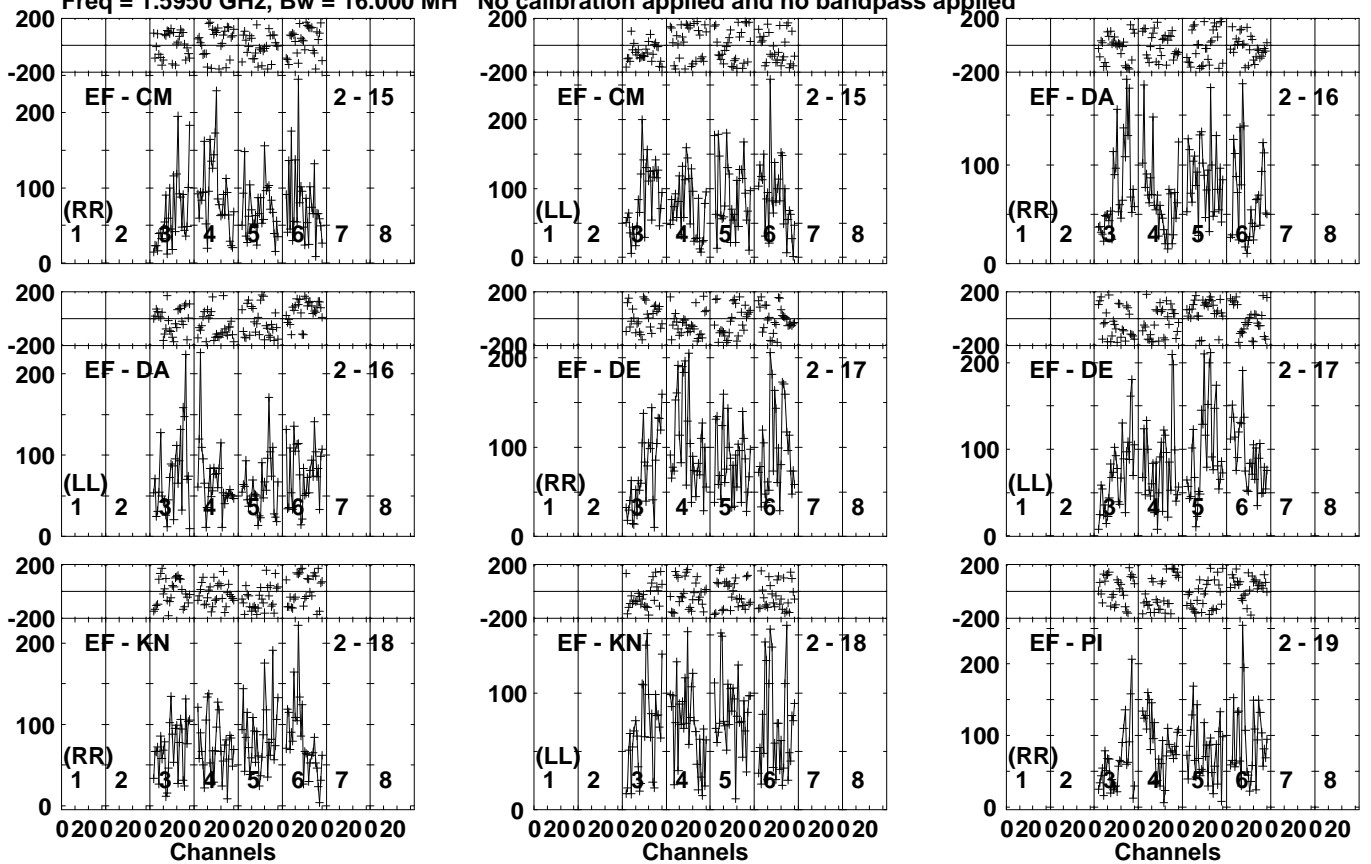 Freq = 1.5950 GHz, Bw = 16.000 MH No calibration applied and no bandpass applied
200
-200
EF - CM 2 - 15
200
100
0
(RR)
1 2 3 4 5 6 7 8
EF - CM 2 - 15
200
100
0
(LL)
1 2 3 4 5 6 7 8
200
-200
EF - DA 2 - 16
100
0
(RR)
1 2 3 4 5 6 7 8
200
-200
EF - DA 2 - 16
200
100
0
(LL)
1 2 3 4 5 6 7 8
200
-200
EF - DE 2 - 17
200
100
0
(RR)
1 2 3 4 5 6 7 8
200
-200
EF - DE 2 - 17
200
100
0
(LL)
1 2 3 4 5 6 7 8
200
-200
EF - KN 2 - 18
200
100
0
(RR)
1 2 3 4 5 6 7 8
200
-200
EF - KN 2 - 18
100
0
(LL)
1 2 3 4 5 6 7 8
200
-200
EF - PI 2 - 19
200
100
0
(RR)
1 2 3 4 5 6 7 8
0 20 0 20 0 20 0 20 0 20 0 20 0 20 0 20
Channels
0 20 0 20 0 20 0 20 0 20 0 20 0 20 0 20
Channels
0 20 0 20 0 20 0 20 0 20 0 20 0 20 0 20
Channels